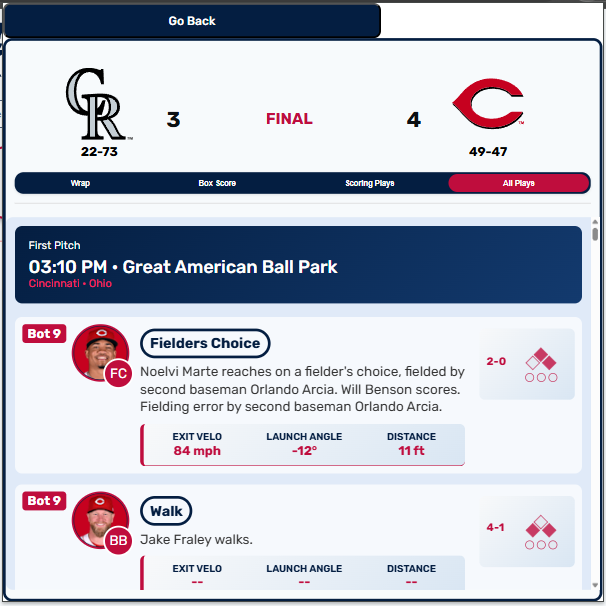 Go Back
CR
3
FINAL
4
C
22-73
49-47
Wrap
Box Score
Scoring Plays
All Plays
First Pitch
03:10 PM • Great American Ball Park
Cincinnati • Ohio
Bot 9
FC
Fielders Choice
Noelvi Marte reaches on a fielder's choice, fielded by
second baseman Orlando Arcia. Will Benson scores.
Fielding error by second baseman Orlando Arcia.
2-0
EXIT VELO
LAUNCH ANGLE
DISTANCE
84 mph
-12°
11 ft
Bot 9
BB
Walk
Jake Fraley walks.
4-1
EXIT VELO
LAUNCH ANGLE
DISTANCE
--
--
--